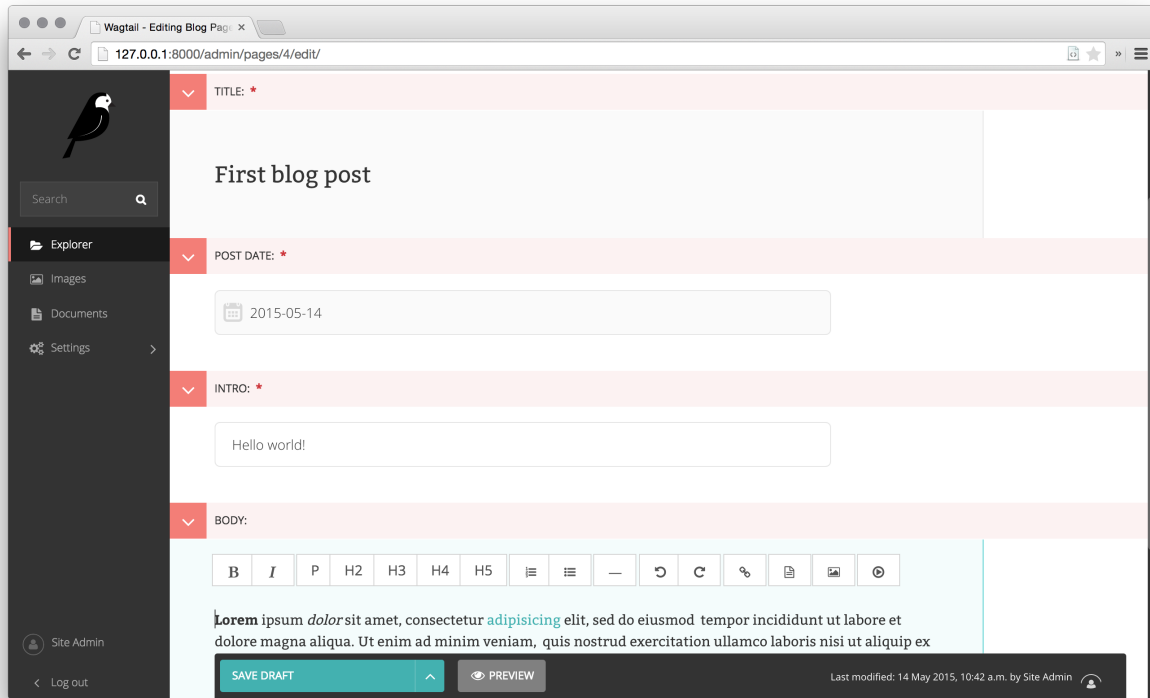 Wagtail - Editing Blog Page
127.0.0.1:8000/admin/pages/4/edit/
TITLE: *
First blog post
Search
Explorer
POST DATE: *
Images
2015-05-14
Documents
Settings
INTRO: *
Hello world!
BODY:
B I P H2 H3 H4 H5
Lorem ipsum dolor sit amet, consectetur adipisicing elit, sed do eiusmod tempor incididunt ut labore et
dolore magna aliqua. Ut enim ad minim veniam, quis nostrud exercitation ullamco laboris nisi ut aliquip ex
Site Admin
SAVE DRAFT PREVIEW Last modified: 14 May 2015, 10:42 a.m. by Site Admin
Log out